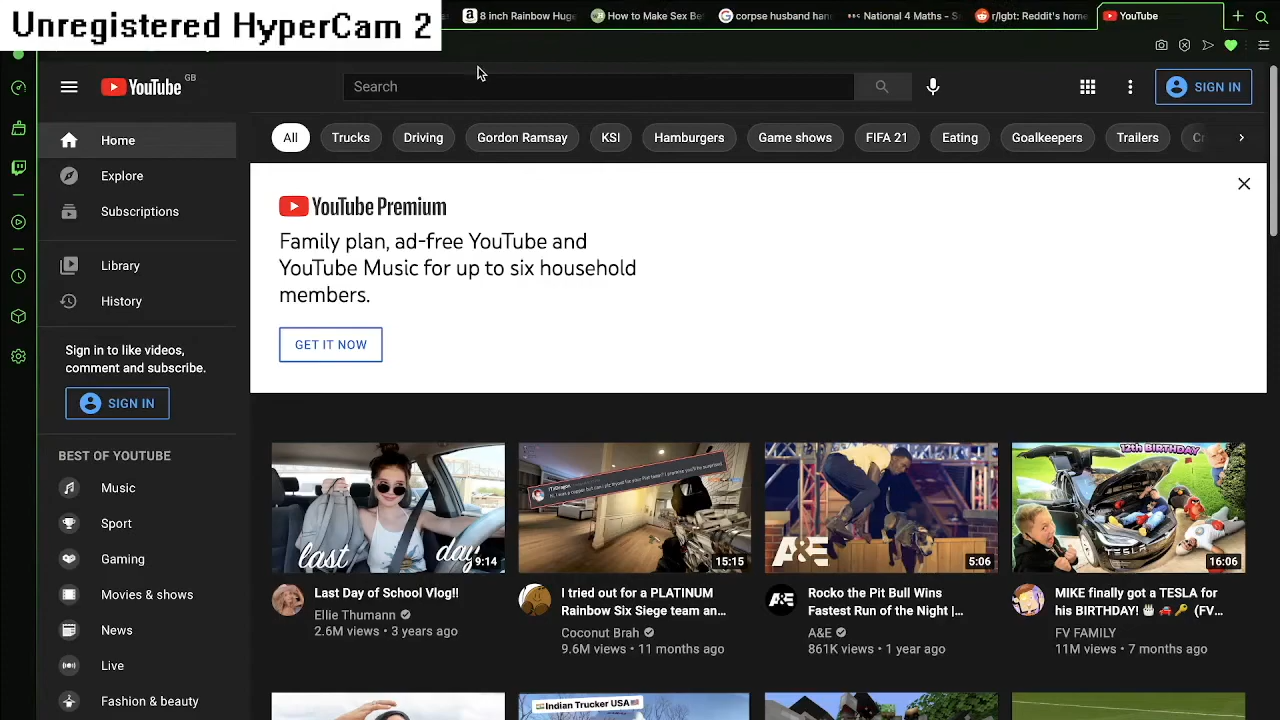 Unregistered HyperCam 2
8 inch Rainbow Huge
How to Make Sex Be
corpse husband han
National 4 Maths - S
r/lgbt: Reddit's home
YouTube
YouTube GB
Search
SIGN IN
Home
Explore
Subscriptions
Library
History
Sign in to like videos,
comment and subscribe.
SIGN IN
BEST OF YOUTUBE
Music
Sport
Gaming
Movies & shows
News
Live
Fashion & beauty
All
Trucks
Driving
Gordon Ramsay
KSI
Hamburgers
Game shows
FIFA 21
Eating
Goalkeepers
Trailers
YouTube Premium
Family plan, ad-free YouTube and
YouTube Music for up to six household
members.
GET IT NOW
last day
9:14
Last Day of School Vlog!!
Ellie Thumann
2.6M views • 3 years ago
15:15
I tried out for a PLATINUM
Rainbow Six Siege team an...
Coconut Brah
9.6M views • 11 months ago
A&E
5:06
Rocko the Pit Bull Wins
Fastest Run of the Night |...
A&E
861K views • 1 year ago
12th BIRTHDAY
TESLA
16:06
MIKE finally got a TESLA for
his BIRTHDAY! 🎂 🚗 🔑 (FV...
FV FAMILY
11M views • 7 months ago
Indian Trucker USA